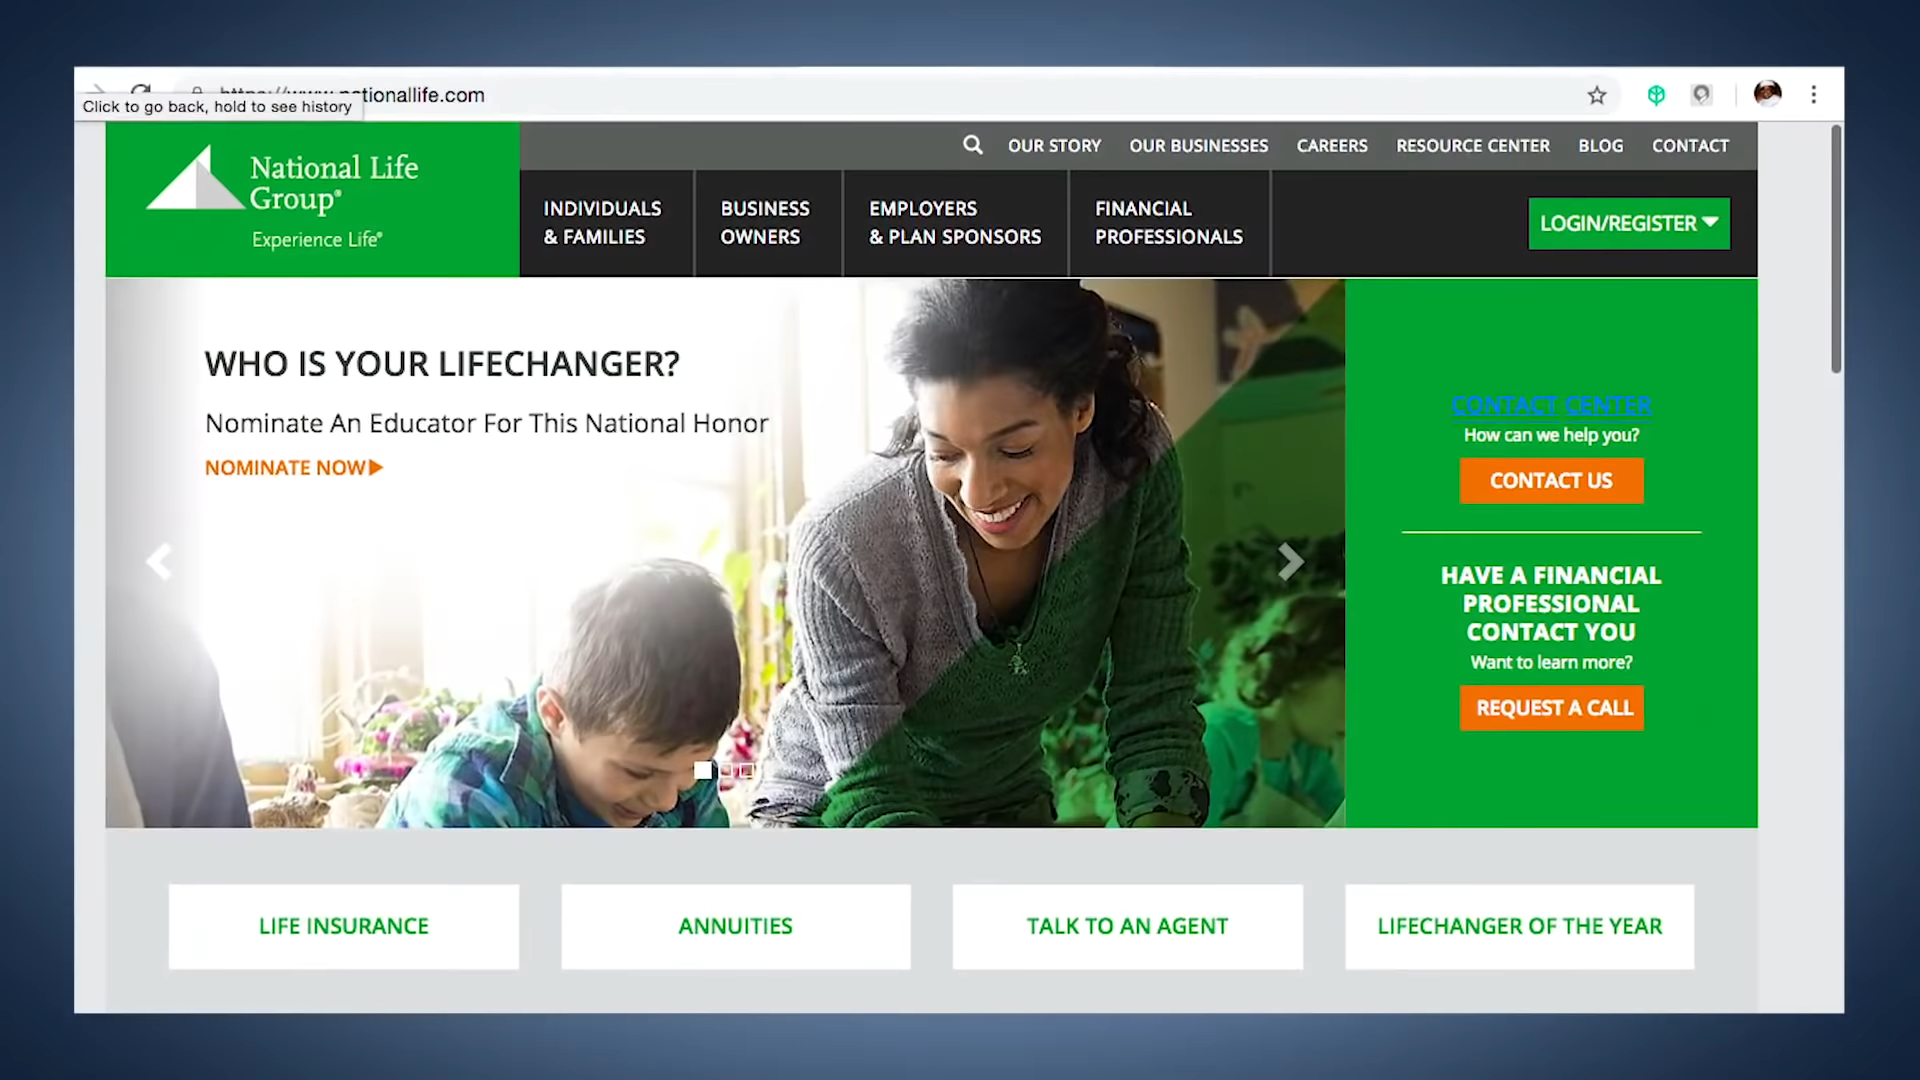 https://www.nationallife.com
Click to go back, hold to see history
National Life
Group®
Experience Life®
OUR STORY
OUR BUSINESSES
CAREERS
RESOURCE CENTER
BLOG
CONTACT
INDIVIDUALS
& FAMILIES
BUSINESS
OWNERS
EMPLOYERS
& PLAN SPONSORS
FINANCIAL
PROFESSIONALS
LOGIN/REGISTER
WHO IS YOUR LIFECHANGER?
Nominate An Educator For This National Honor
NOMINATE NOW
CONTACT CENTER
How can we help you?
CONTACT US
HAVE A FINANCIAL
PROFESSIONAL
CONTACT YOU
Want to learn more?
REQUEST A CALL
LIFE INSURANCE
ANNUITIES
TALK TO AN AGENT
LIFECHANGER OF THE YEAR